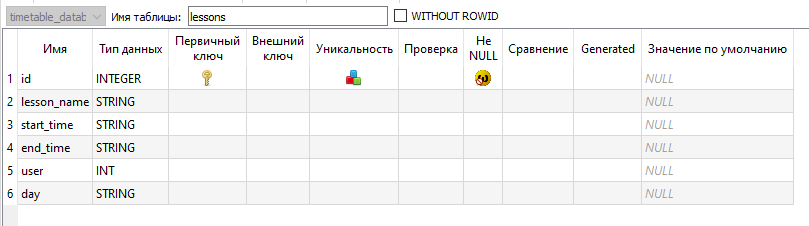 timetable_datab Имя таблицы: lessons WITHOUT ROWID
Имя Тип данных Первичный ключ Внешний ключ Уникальность Проверка Не NULL Сравнение Generated Значение по умолчанию
1 id INTEGER NULL
2 lesson_name STRING NULL
3 start_time STRING NULL
4 end_time STRING NULL
5 user INT NULL
6 day STRING NULL